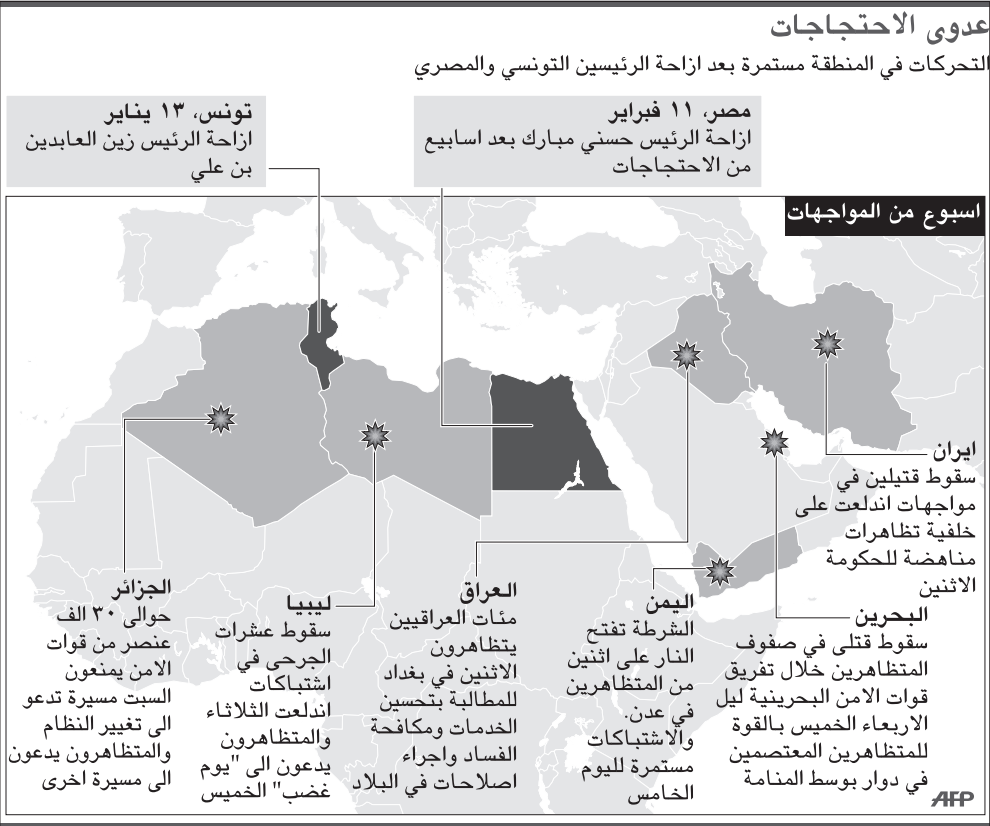 عدوى الاحتجاجات
التحركات في المنطقة مستمرة بعد ازاحة الرئيسين التونسي والمصري
مصر، ١١ فبراير
ازاحة الرئيس حسني مبارك بعد اسابيع
من الاحتجاجات
تونس، ١٣ يناير
ازاحة الرئيس زين العابدين
بن علي
اسبوع من المواجهات
ايران
سقوط قتيلين في
مواجهات اندلعت على
خلفية تظاهرات
مناهضة للحكومة
الاثنين
البحرين
سقوط قتلى في صفوف
المتظاهرين خلال تفريق
قوات الامن البحرينية ليل
الاربعاء الخميس بالقوة
للمتظاهرين المعتصمين
في دوار بوسط المنامة
اليمن
الشرطة تفتح
النار على اثنين
من المتظاهرين
في عدن.
والاشتباكات
مستمرة لليوم
الخامس
العراق
مئات العراقيين
يتظاهرون
الاثنين في بغداد
للمطالبة بتحسين
الخدمات ومكافحة
الفساد واجراء
اصلاحات في البلاد
ليبيا
سقوط عشرات
الجرحى في
اشتباكات
اندلعت الثلاثاء
والمتظاهرون
يدعون الى "يوم
غضب" الخميس
الجزائر
حوالى ٣٠ الف
عنصر من قوات
الامن يمنعون
السبت مسيرة تدعو
الى تغيير النظام
والمتظاهرون يدعون
الى مسيرة اخرى
AFP